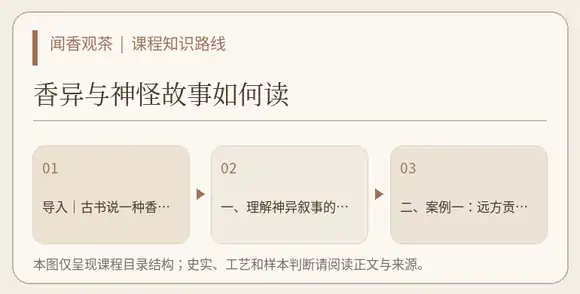 闻香观茶｜课程知识路线
香异与神怪故事如何读
01
导入｜古书说一种香…
02
一、理解神异叙事的…
03
二、案例一：远方贡…
本图仅呈现课程目录结构；史实、工艺和样本判断请阅读正文与来源。